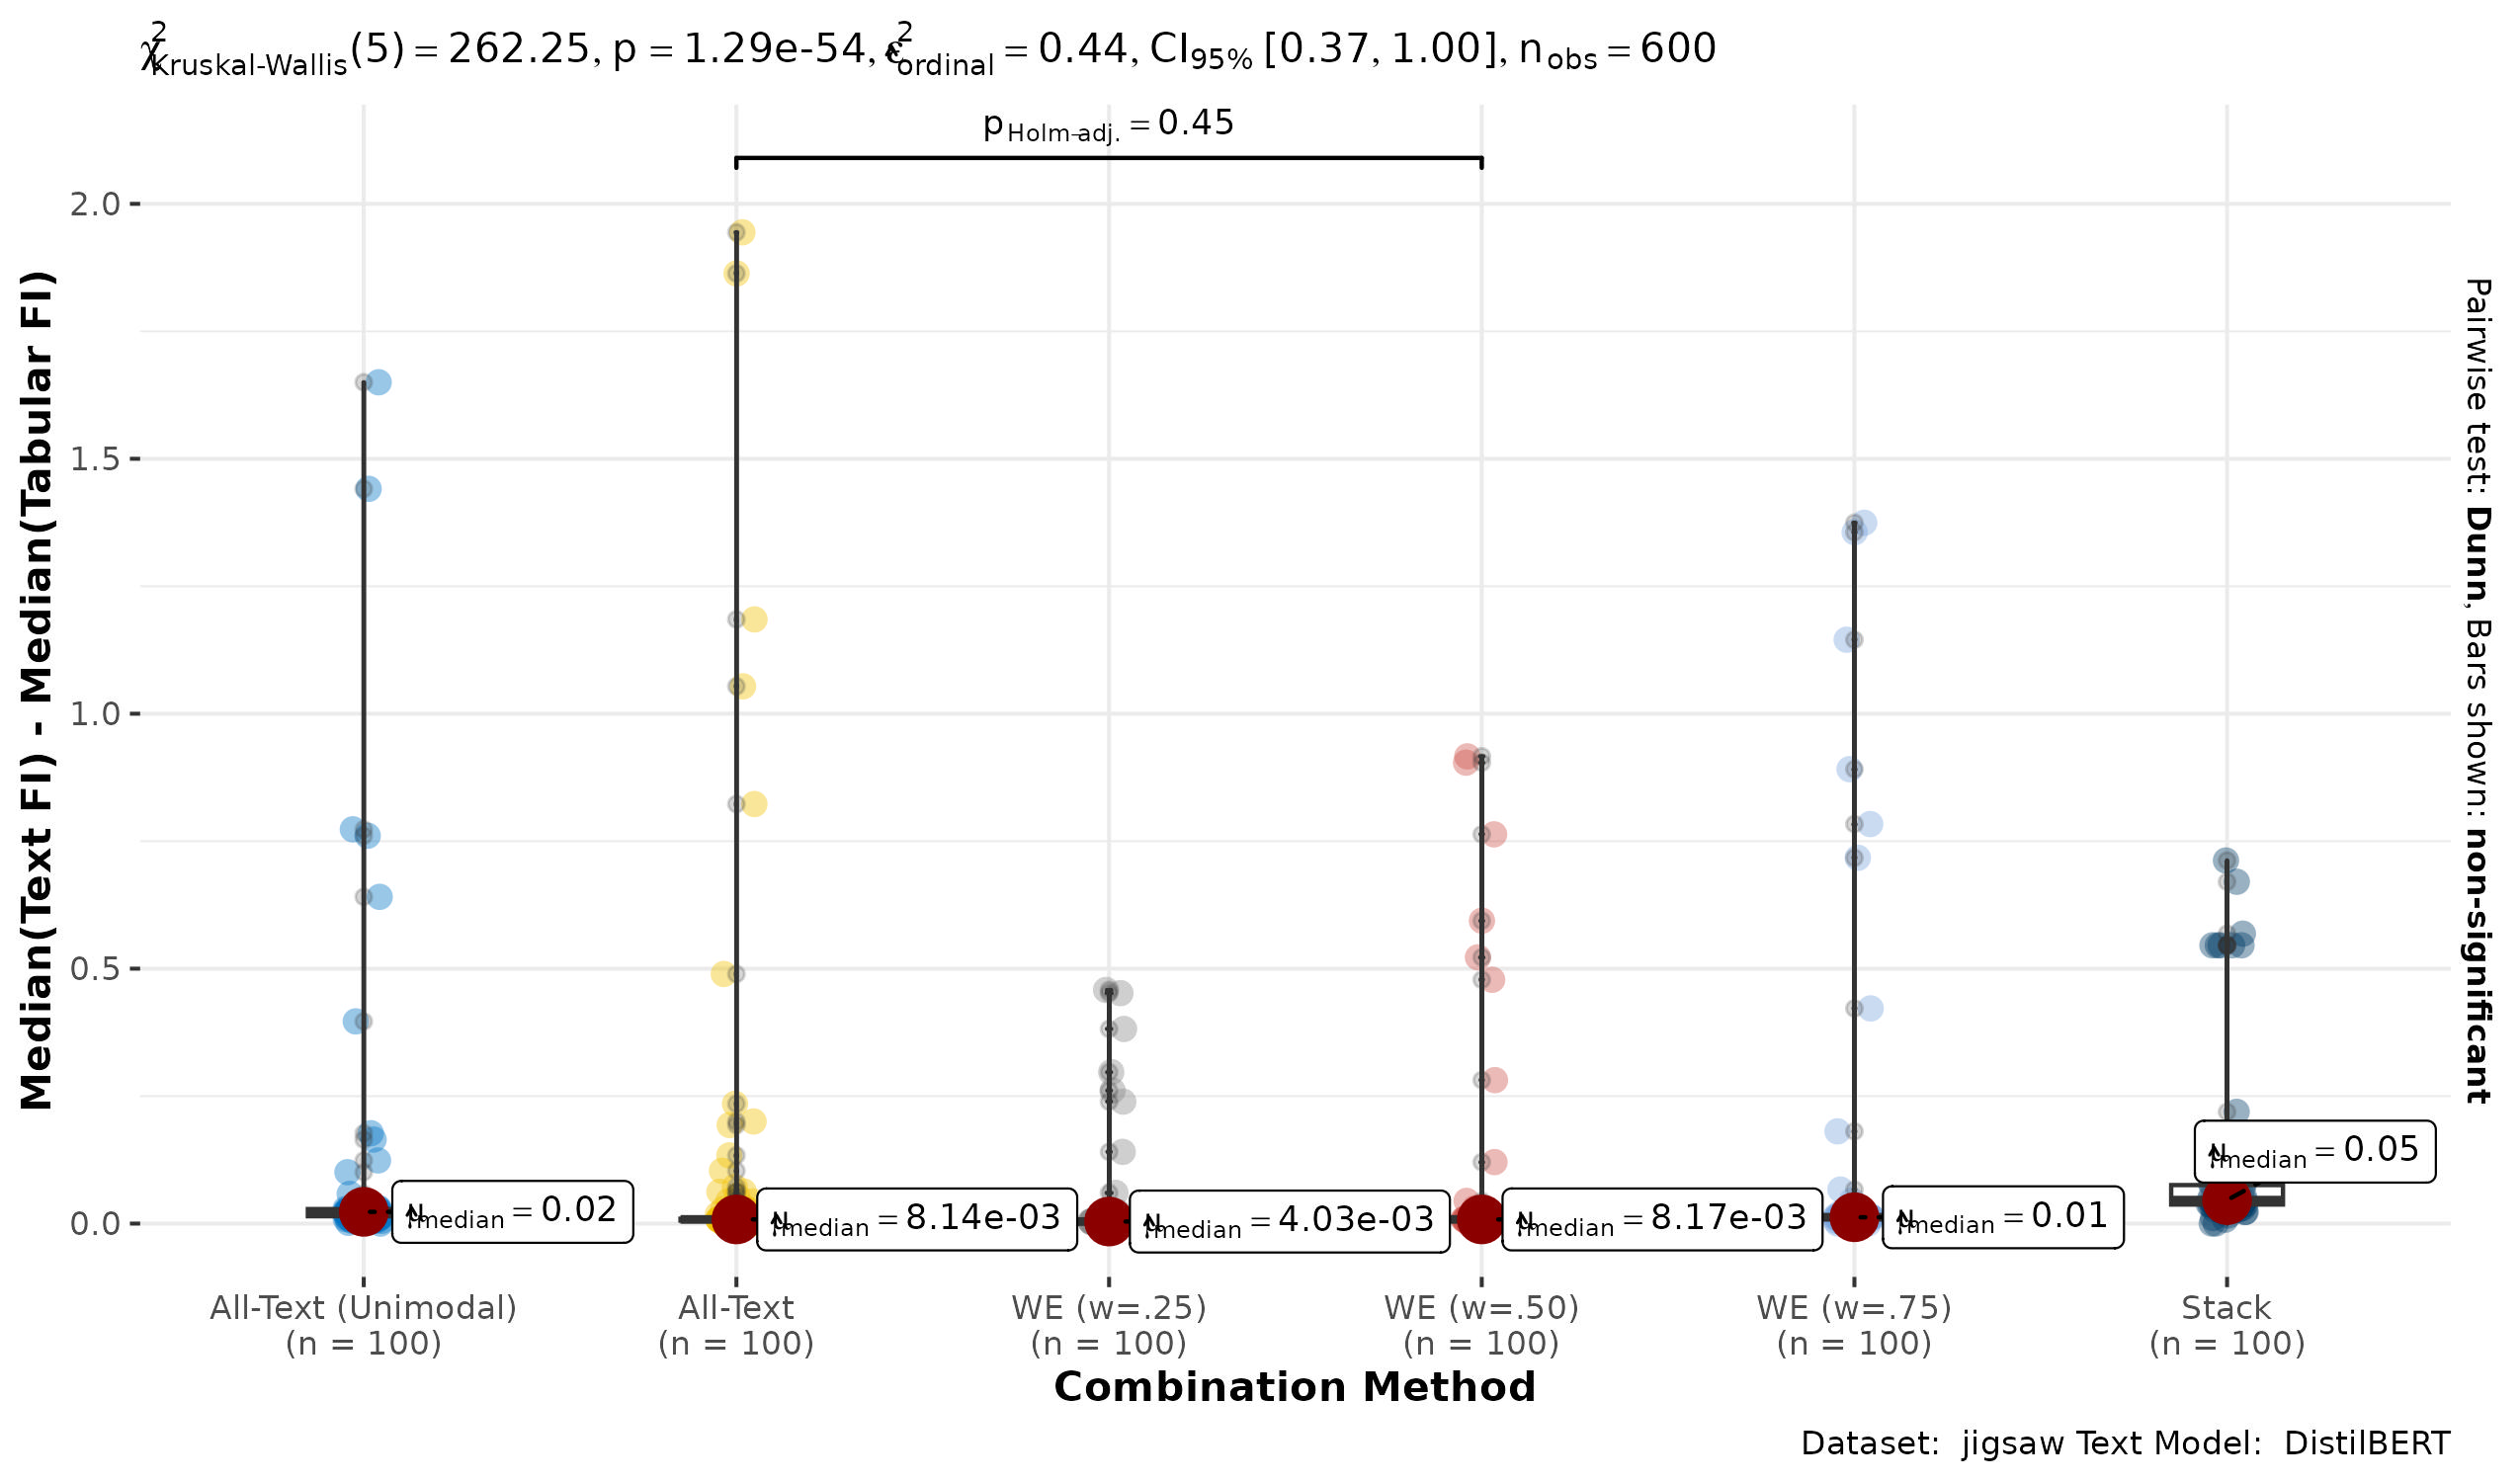 χ²Kruskal-Wallis(5) = 262.25, p = 1.29e-54, ε²ordinal = 0.44, CI95% [0.37, 1.00], nobs = 600
pHolm-adj. = 0.45
2.0
1.5
1.0
0.5
0.0
Median(Text FI) - Median(Tabular FI)
Pairwise test: Dunn, Bars shown: non-significant
μ̂median = 0.02
μ̂median = 8.14e-03
μ̂median = 4.03e-03
μ̂median = 8.17e-03
μ̂median = 0.01
μ̂median = 0.05
All-Text (Unimodal)
(n = 100)
All-Text
(n = 100)
WE (w=.25)
(n = 100)
WE (w=.50)
(n = 100)
WE (w=.75)
(n = 100)
Stack
(n = 100)
Combination Method
Dataset: jigsaw Text Model: DistilBERT